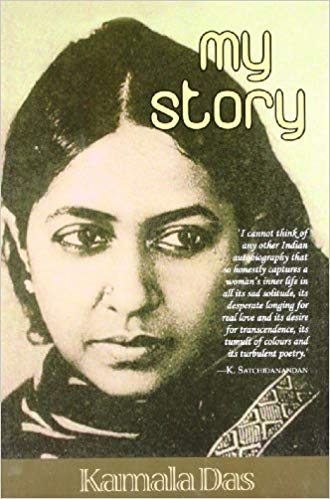 my
story
'I cannot think of
any other Indian
autobiography that
so honestly captures a
woman's inner life in
all its sad solitude, its
desperate longing for
real love and its desire
for transcendence, its
tumult of colours and
its turbulent poetry.'
—K. SATCHIDANANDAN
Kamala Das